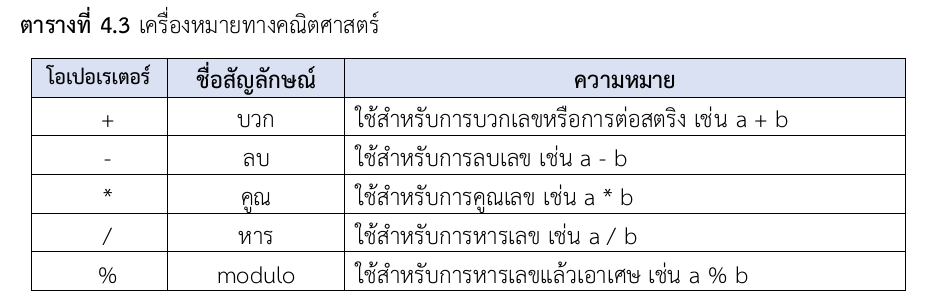 ตารางที่ 4.3 เครื่องหมายทางคณิตศาสตร์
โอเปอเรเตอร์ ชื่อสัญลักษณ์ ความหมาย
+ บวก ใช้สำหรับการบวกเลขหรือการต่อสตริง เช่น a + b
- ลบ ใช้สำหรับการลบเลข เช่น a - b
* คูณ ใช้สำหรับการคูณเลข เช่น a * b
/ หาร ใช้สำหรับการหารเลข เช่น a / b
% modulo ใช้สำหรับการหารเลขแล้วเอาเศษ เช่น a % b